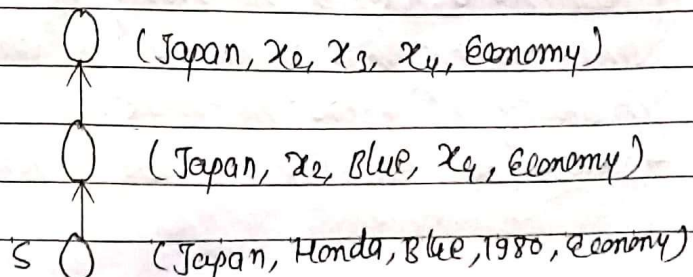 (Japan, x2, x3, x4, Economy)
(Japan, x2, Blue, x4, Economy)
S (Japan, Honda, Blue, 1980, Economy)